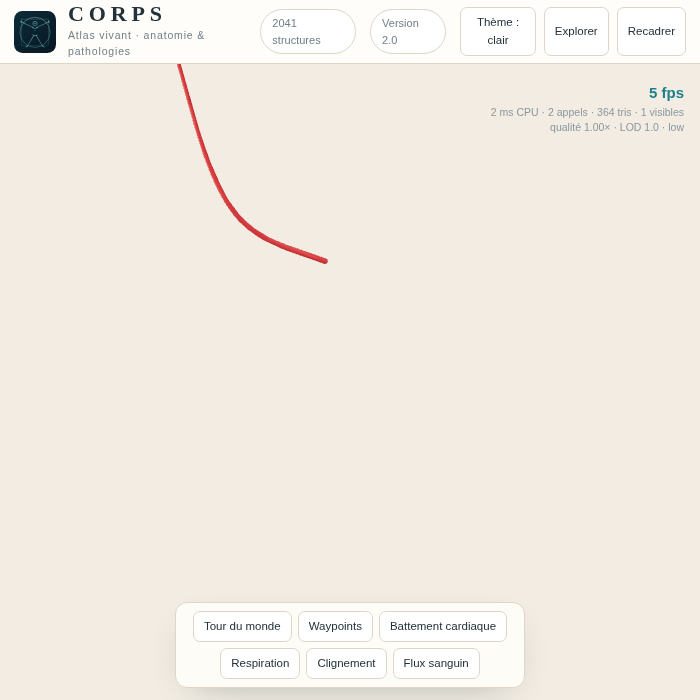 CORPS
Atlas vivant · anatomie &
pathologies
2041
structures
Version
2.0
Thème :
clair
Explorer
Recadrer
5 fps
2 ms CPU · 2 appels · 364 tris · 1 visibles
qualité 1.00× · LOD 1.0 · low
Tour du monde
Waypoints
Battement cardiaque
Respiration
Clignement
Flux sanguin